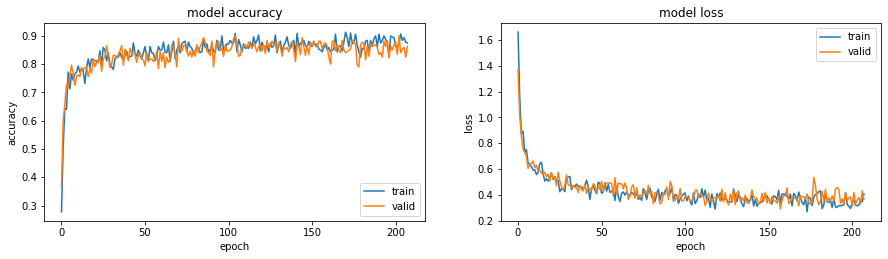 model accuracy
0.9
0.8
0.7
0.6
0.5
0.4
0.3
accuracy
train
valid
0
50
100
150
200
epoch
model loss
1.6
1.4
1.2
1.0
0.8
0.6
0.4
0.2
loss
train
valid
0
50
100
150
200
epoch